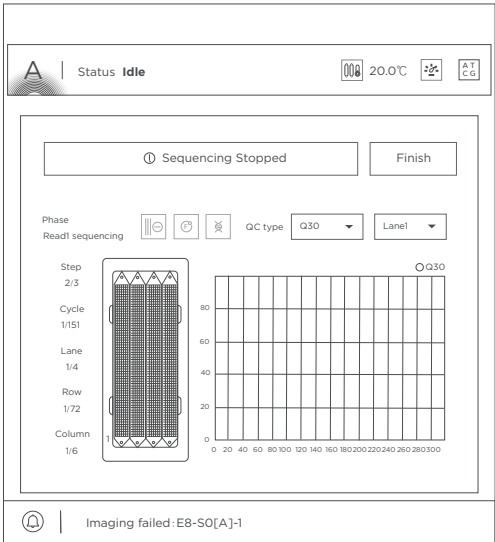 A
Status Idle
20.0℃
A T
C G
Sequencing Stopped
Finish
Phase
Read1 sequencing
QC type
Q30
Lane1
Step
2/3
Cycle
1/151
Lane
1/4
Row
1/72
Column
1/6
1
Q30
80
60
40
20
0
0 20 40 60 80 100 120 140 160 180 200 220 240 280 300
Imaging failed: E8-S0[A]-1